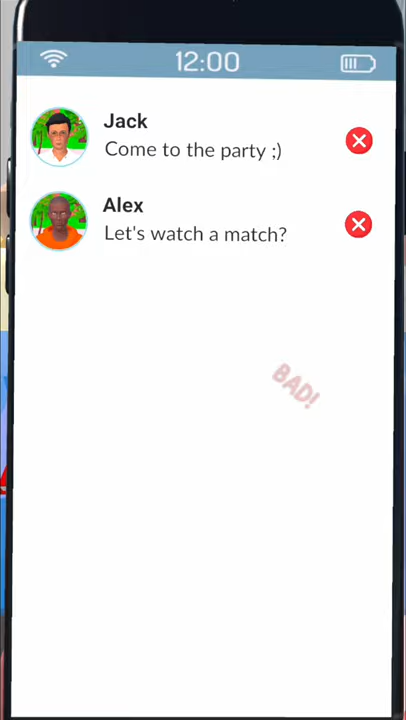 12:00
Jack
Come to the party ;)
Alex
Let's watch a match?
BAD!